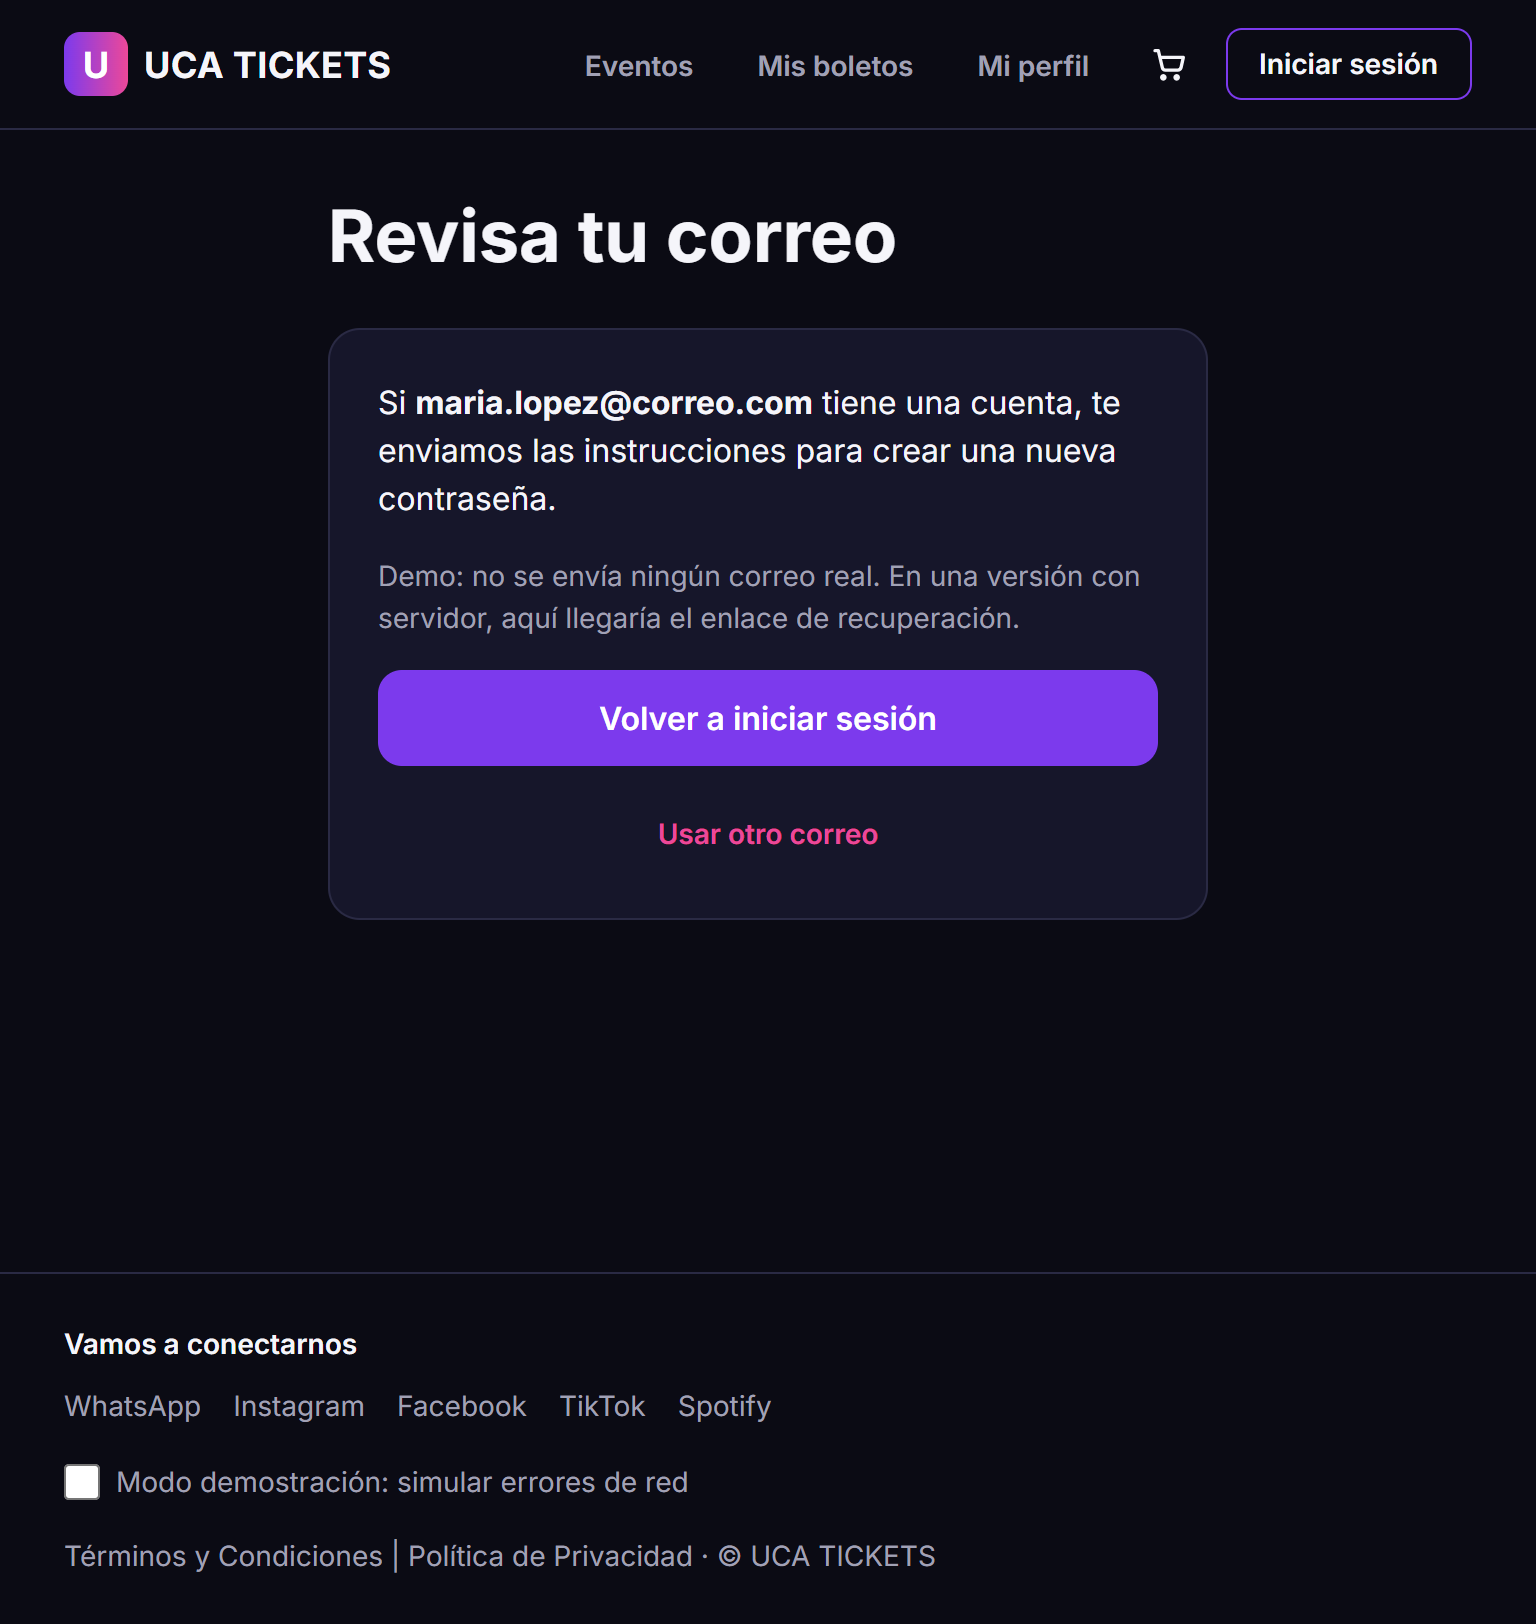 U UCA TICKETS Eventos Mis boletos Mi perfil Iniciar sesión
Revisa tu correo
Si maria.lopez@correo.com tiene una cuenta, te
enviamos las instrucciones para crear una nueva
contraseña.
Demo: no se envía ningún correo real. En una versión con
servidor, aquí llegaría el enlace de recuperación.
Volver a iniciar sesión
Usar otro correo
Vamos a conectarnos
WhatsApp Instagram Facebook TikTok Spotify
Modo demostración: simular errores de red
Términos y Condiciones | Política de Privacidad · © UCA TICKETS